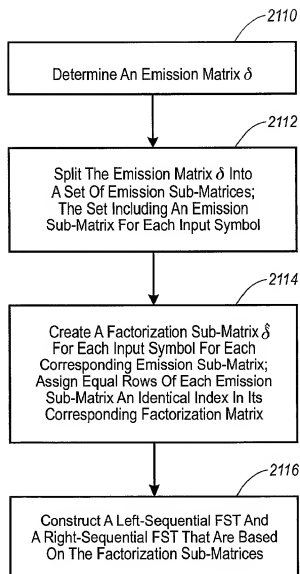 2110
Determine An Emission Matrix δ
2112
Split The Emission Matrix δ Into
A Set Of Emission Sub-Matrices;
The Set Including An Emission
Sub-Matrix For Each Input Symbol
2114
Create A Factorization Sub-Matrix δ̂
For Each Input Symbol For Each
Corresponding Emission Sub-Matrix;
Assign Equal Rows Of Each Emission
Sub-Matrix An Identical Index In Its
Corresponding Factorization Matrix
2116
Construct A Left-Sequential FST And
A Right-Sequential FST That Are Based
On The Factorization Sub-Matrices